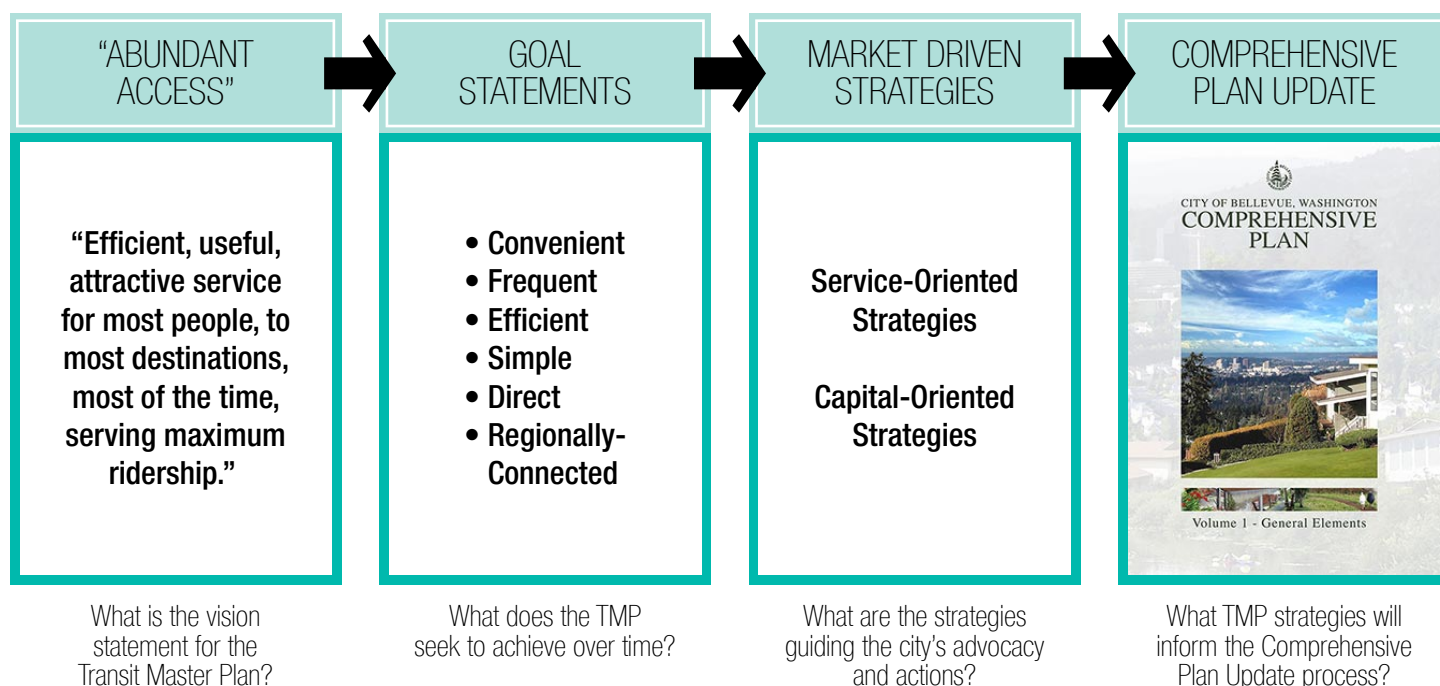 “ABUNDANT
ACCESS”
“Efficient, useful,
attractive service
for most people, to
most destinations,
most of the time,
serving maximum
ridership.”
What is the vision
statement for the
Transit Master Plan?
GOAL
STATEMENTS
• Convenient
• Frequent
• Efficient
• Simple
• Direct
• Regionally-
Connected
What does the TMP
seek to achieve over time?
MARKET DRIVEN
STRATEGIES
Service-Oriented
Strategies
Capital-Oriented
Strategies
What are the strategies
guiding the city’s advocacy
and actions?
COMPREHENSIVE
PLAN UPDATE
CITY OF BELLEVUE, WASHINGTON
COMPREHENSIVE
PLAN
Volume 1 - General Elements
What TMP strategies will
inform the Comprehensive
Plan Update process?